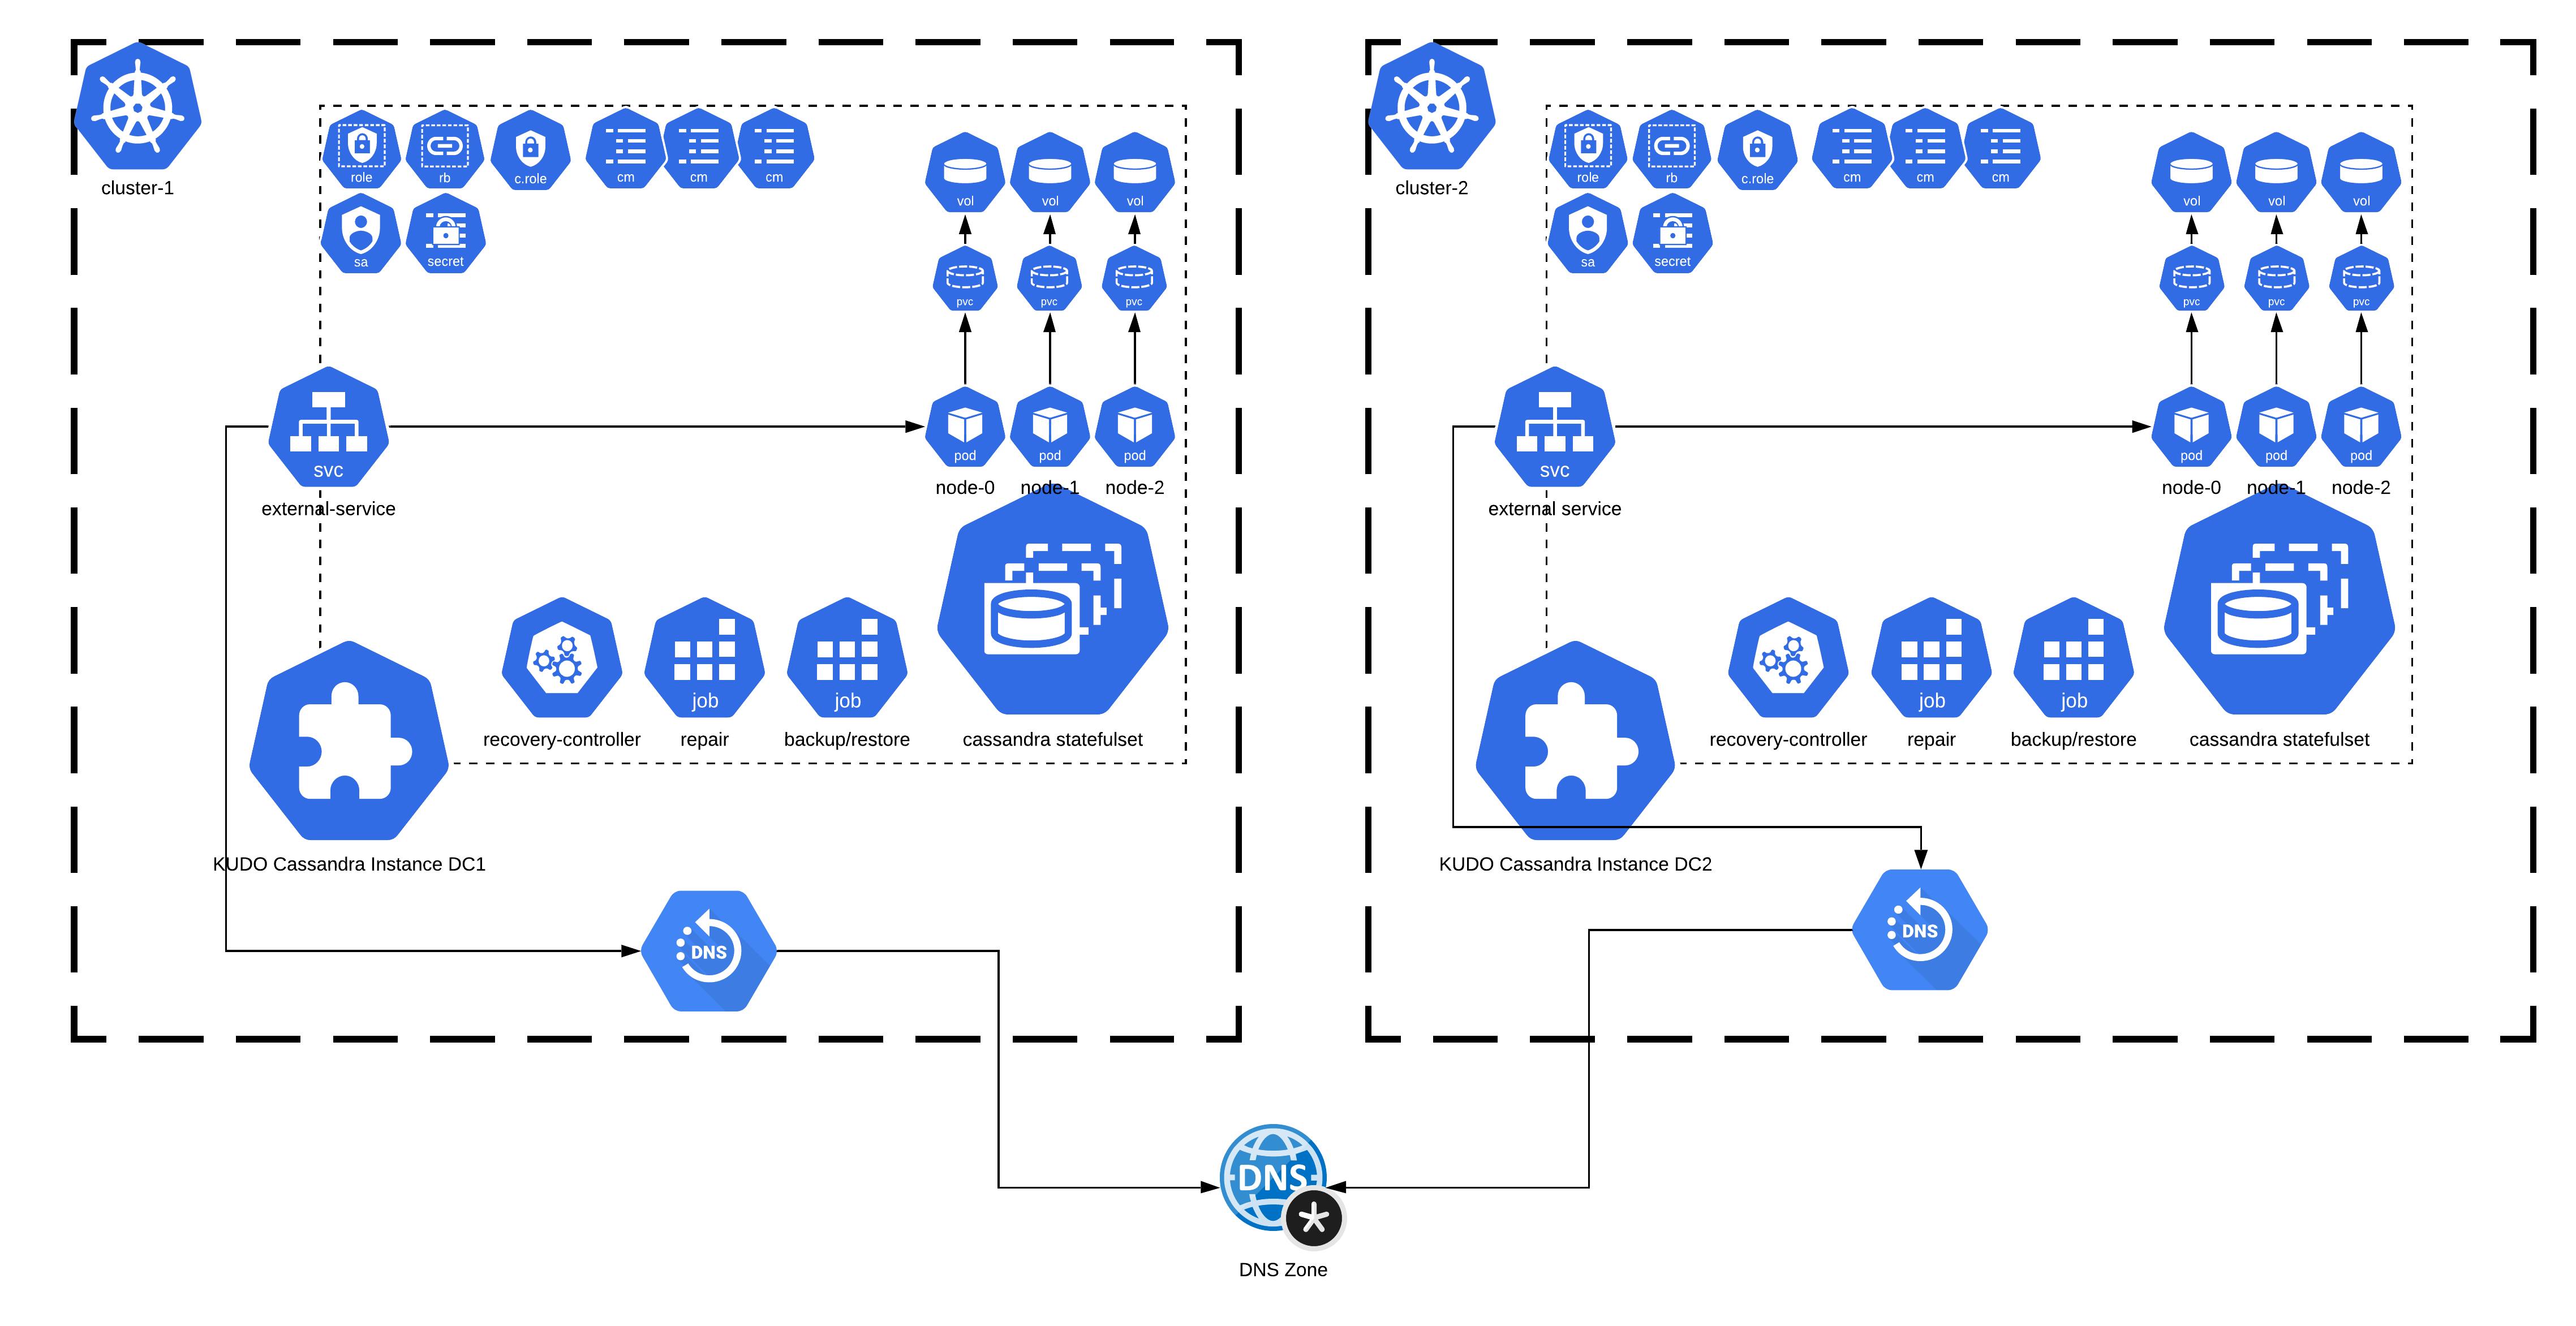 cluster-1
role
rb
c.role
cm
cm
cm
sa
secret
vol
vol
vol
pvc
pvc
pvc
svc
external-service
pod
pod
pod
node-0
node-1
node-2
recovery-controller
job
repair
job
backup/restore
cassandra statefulset
KUDO Cassandra Instance DC1
DNS
cluster-2
role
rb
c.role
cm
cm
cm
sa
secret
vol
vol
vol
pvc
pvc
pvc
svc
external service
pod
pod
pod
node-0
node-1
node-2
recovery-controller
job
repair
job
backup/restore
cassandra statefulset
KUDO Cassandra Instance DC2
DNS
DNS
DNS Zone